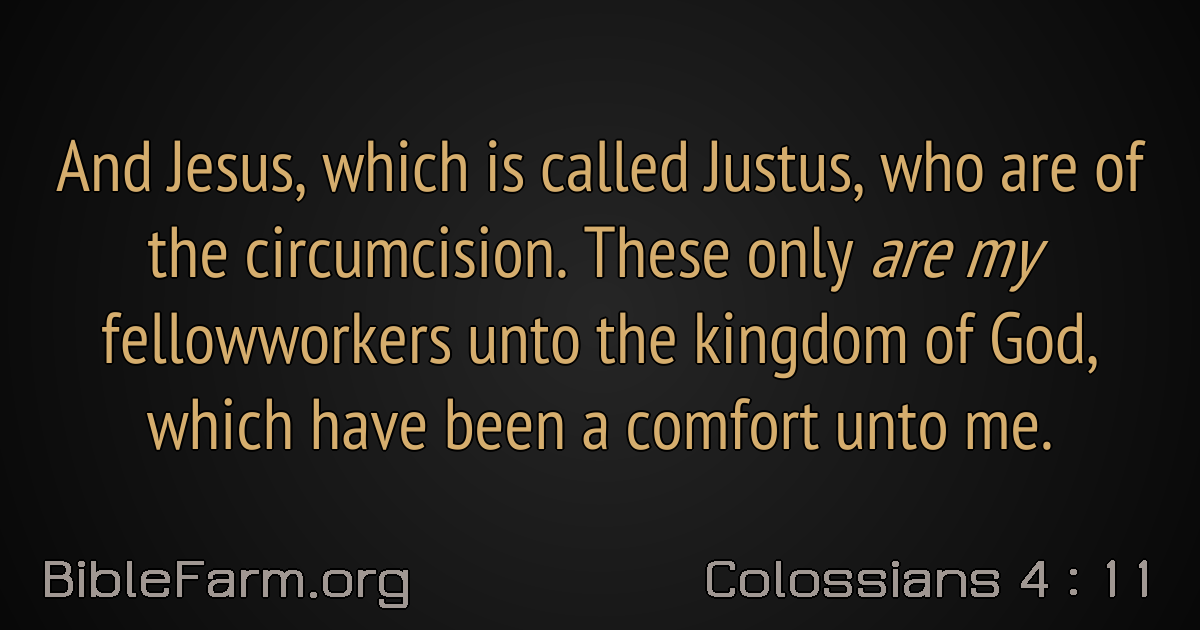 And Jesus, which is called Justus, who are of
the circumcision. These only are my
fellowworkers unto the kingdom of God,
which have been a comfort unto me.
BibleFarm.org
Colossians 4 : 11